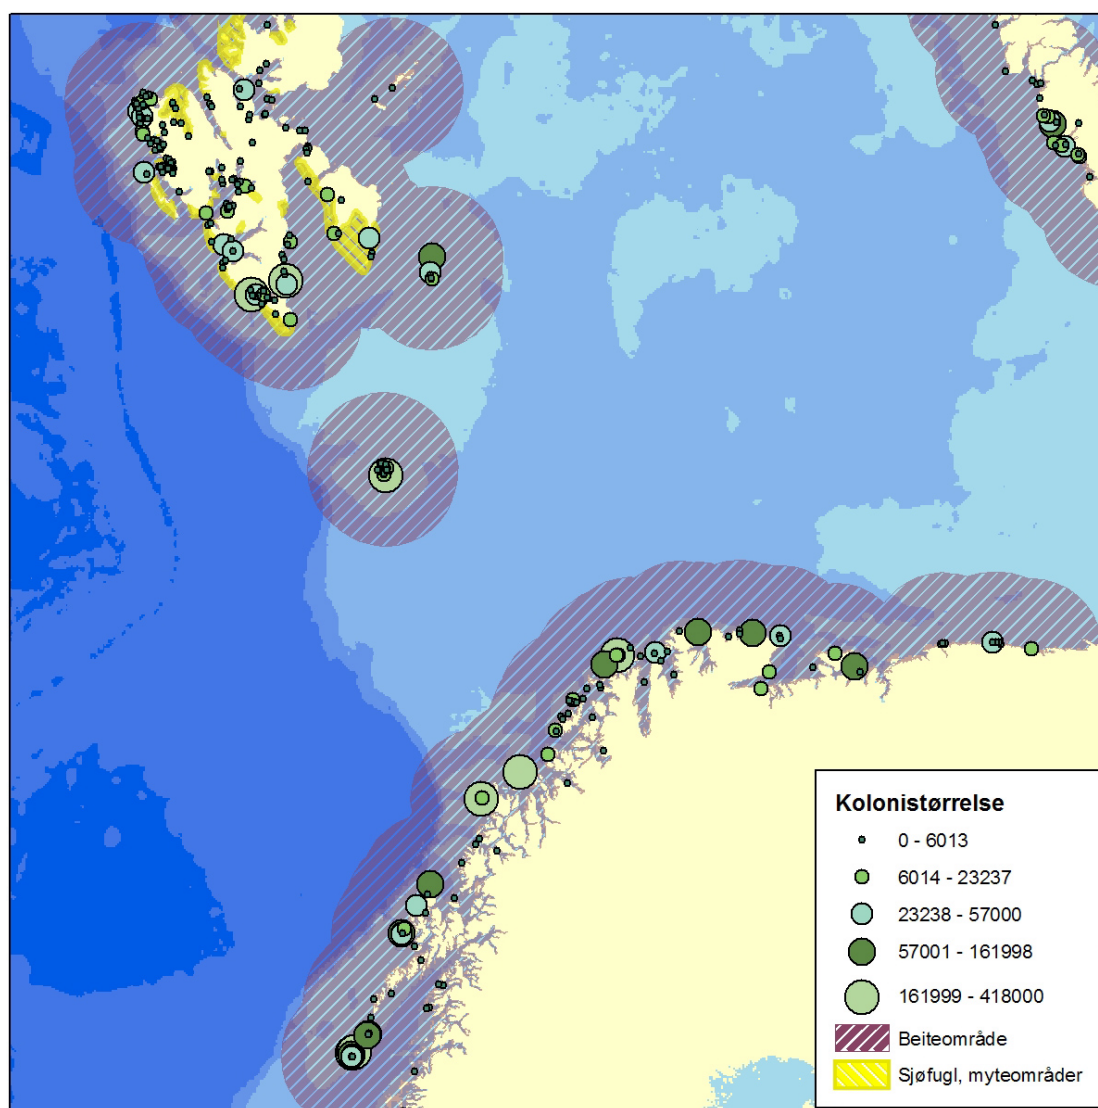 Kolonistørrelse
0 - 6013
6014 - 23237
23238 - 57000
57001 - 161998
161999 - 418000
Beiteområde
Sjøfugl, myteområder